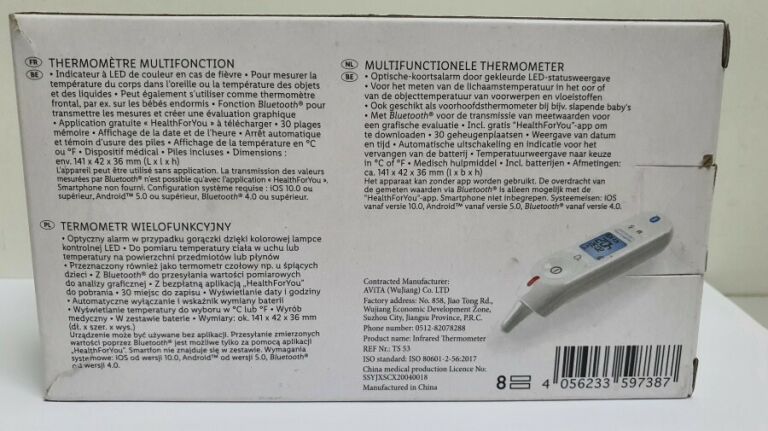 FR BE THERMOMÈTRE MULTIFONCTION
• Indicateur à LED de couleur en cas de fièvre • Pour mesurer la
température du corps dans l'oreille ou la température des objets
et des liquides • Peut également s'utiliser comme thermomètre
frontal, par ex. sur les bébés endormis • Fonction Bluetooth® pour
transmettre les mesures et créer une évaluation graphique
• Application gratuite « HealthForYou » à télécharger • 30 plages
mémoire • Affichage de la date et de l'heure • Arrêt automatique
et témoin d'usure des piles • Affichage de la température en °C
ou °F • Dispositif médical • Piles incluses • Dimensions :
env. 141 x 42 x 36 mm (L x l x h)
L'appareil peut être utilisé sans application. La transmission des valeurs
mesurées par Bluetooth® n'est possible qu'avec l'application « HealthForYou ».
Smartphone non fourni. Configuration système requise : iOS 10.0 ou
supérieur, Android™ 5.0 ou supérieur, Bluetooth® 4.0 ou supérieur.
PL TERMOMETR WIELOFUNKCYJNY
• Optyczny alarm w przypadku gorączki dzięki kolorowej lampce
kontrolnej LED • Do pomiaru temperatury ciała w uchu lub
temperatury na powierzchni przedmiotów lub płynów
• Przeznaczony również jako termometr czołowy np. u śpiących
dzieci • Z Bluetooth® do przesyłania wartości pomiarowych
do analizy graficznej • Z bezpłatną aplikacją „HealthForYou"
do pobrania • 30 miejsc do zapisu • Wyświetlanie daty i godziny
• Automatyczne wyłączanie i wskaźnik wymiany baterii
• Wyświetlanie temperatury do wyboru w °C lub °F • Wyrób
medyczny • W zestawie baterie • Wymiary: ok. 141 x 42 x 36 mm
(dł. x szer. x wys.)
Urządzenie może być używane bez aplikacji. Przesyłanie zmierzonych
wartości poprzez Bluetooth® jest możliwe tylko za pomocą aplikacji
„HealthForYou". Smartfon nie znajduje się w zestawie. Wymagania
systemowe: iOS od wersji 10.0, Android™ od wersji 5.0, Bluetooth®
od wersji 4.0.
NL BE MULTIFUNCTIONELE THERMOMETER
• Optische-koortsalarm door gekleurde LED-statusweergave
• Voor het meten van de lichaamstemperatuur in het oor of
van de objecttemperatuur van voorwerpen en vloeistoffen
• Ook geschikt als voorhoofdsthermometer bij bijv. slapende baby's
• Met Bluetooth® voor de transmissie van meetwaarden voor
een grafische evaluatie • Incl. gratis "HealthForYou"-app om
te downloaden • 30 geheugenplaatsen • Weergave van datum
en tijd • Automatische uitschakeling en indicatie voor het
vervangen van de batterij • Temperatuurweergave naar keuze
in °C of °F • Medisch hulpmiddel • Incl. batterijen • Afmetingen:
ca. 141 x 42 x 36 mm (l x b x h)
Het apparaat kan zonder app worden gebruikt. De overdracht van
de gemeten waarden via Bluetooth® is alleen mogelijk met de
"HealthForYou"-app. Smartphone niet inbegrepen. Systeemeisen: iOS
vanaf versie 10.0, Android™ vanaf versie 5.0, Bluetooth® vanaf versie 4.0.
Contracted Manufacturer:
AVITA (WuJiang) Co. LTD
Factory address: No. 858, Jiao Tong Rd.,
Wujiang Economic Development Zone,
Suzhou City, Jiangsu Province, P.R.C.
Phone number: 0512-82078288
Product name: Infrared Thermometer
REF Nr.: TS 53
ISO standard: ISO 80601-2-56:2017
China medical production Licence No:
SSYJXSCX20040018
Manufactured in China
8
4 056233 597387